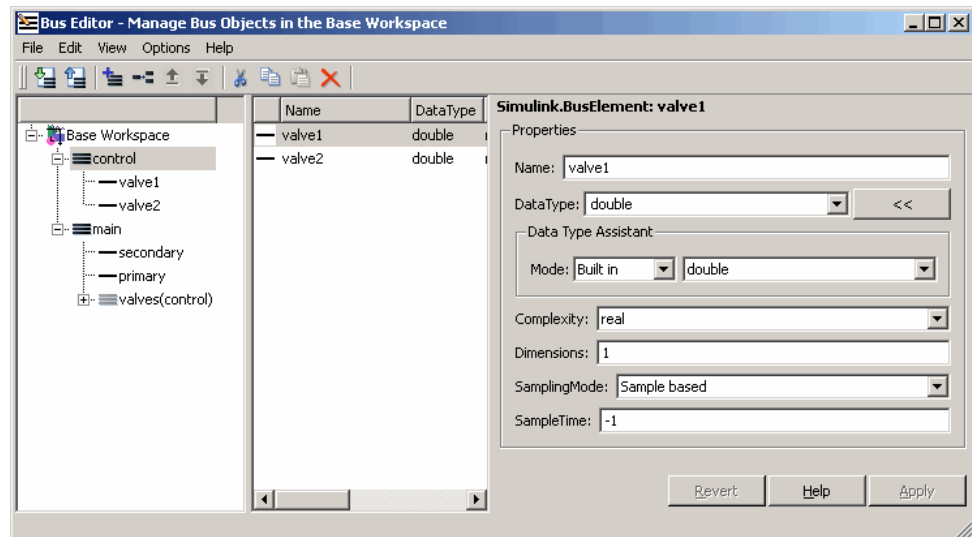 Bus Editor - Manage Bus Objects in the Base Workspace
File Edit View Options Help
Name DataType
Base Workspace
control
valve1
valve2
main
secondary
primary
valves(control)
valve1 double
valve2 double
Simulink.BusElement: valve1
Properties
Name: valve1
DataType: double <<
Data Type Assistant
Mode: Built in double
Complexity: real
Dimensions: 1
SamplingMode: Sample based
SampleTime: -1
Revert Help Apply